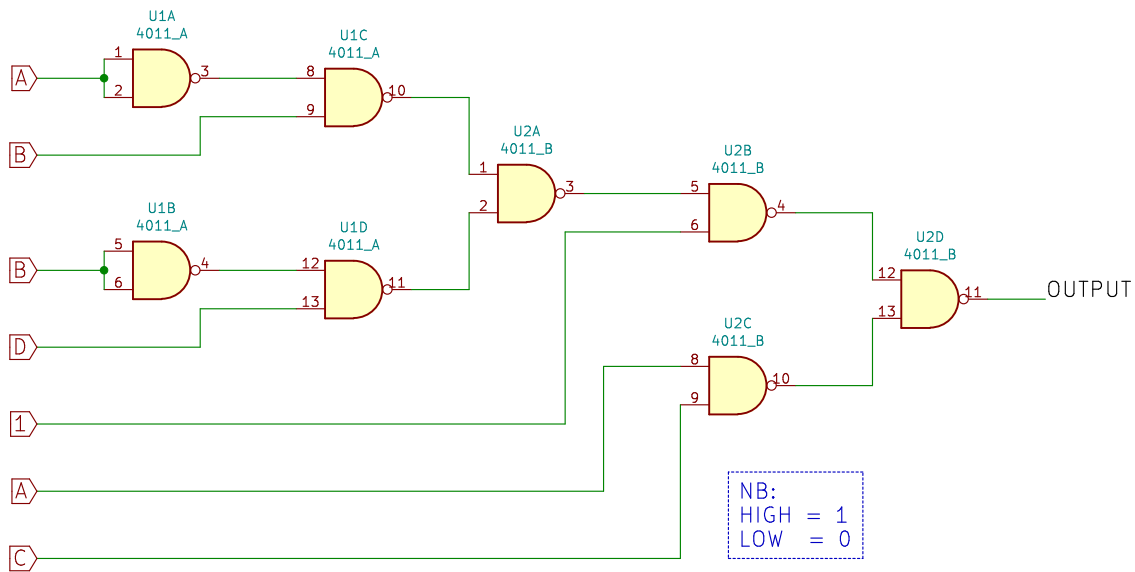 U1A
4011_A
1
2
3
A
U1C
4011_A
8
9
10
B
U2A
4011_B
1
2
3
U2B
4011_B
5
6
4
U1B
4011_A
5
6
4
B
U1D
4011_A
12
13
11
D
U2D
4011_B
12
13
11
OUTPUT
U2C
4011_B
8
9
10
1
A
C
NB:
HIGH = 1
LOW = 0